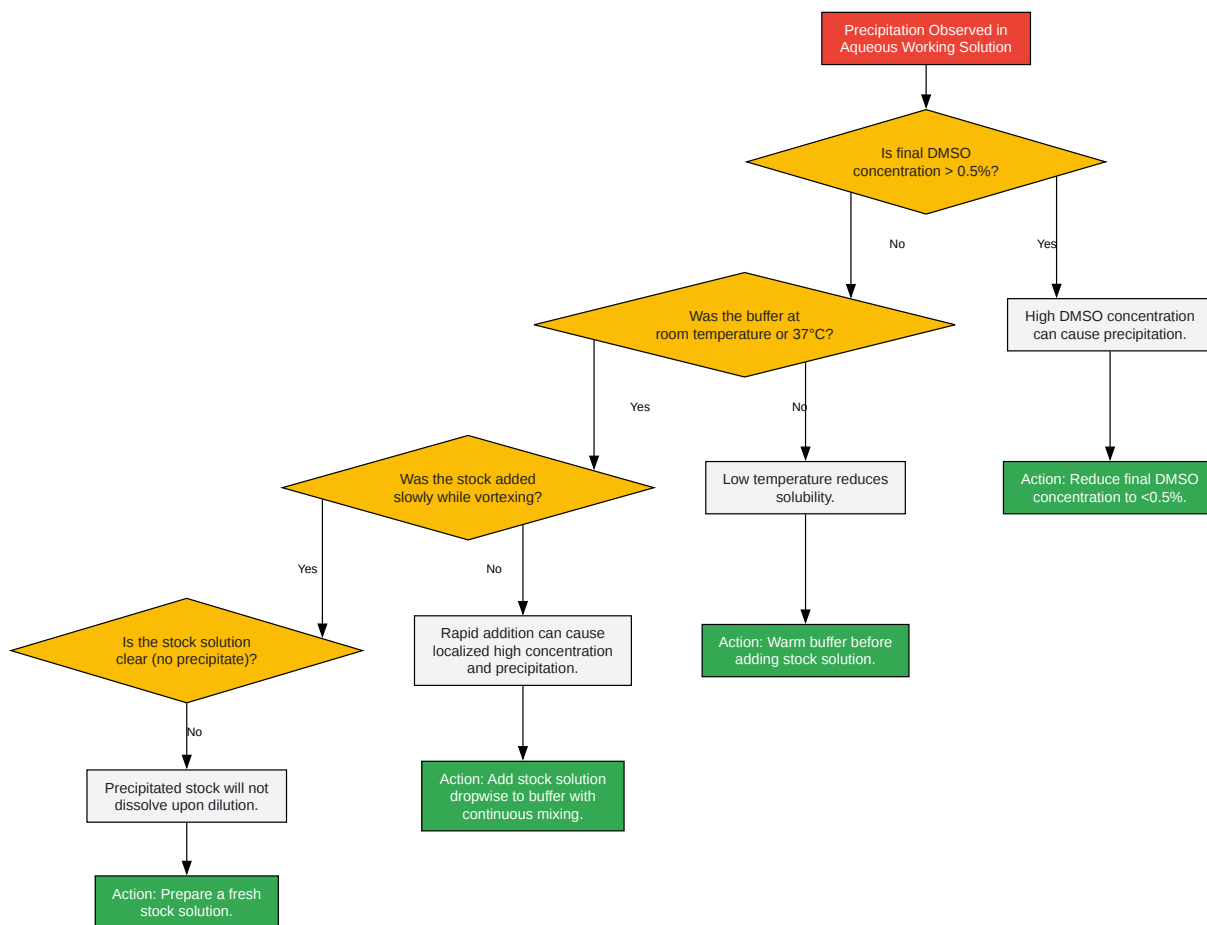 Precipitation Observed in
Aqueous Working Solution
Is final DMSO
concentration > 0.5%?
No
Yes
Was the buffer at
room temperature or 37°C?
High DMSO concentration
can cause precipitation.
Yes
No
Was the stock added
slowly while vortexing?
Low temperature reduces
solubility.
Action: Reduce final DMSO
concentration to <0.5%.
Yes
No
Is the stock solution
clear (no precipitate)?
Rapid addition can cause
localized high concentration
and precipitation.
Action: Warm buffer before
adding stock solution.
No
Precipitated stock will not
dissolve upon dilution.
Action: Add stock solution
dropwise to buffer with
continuous mixing.
Action: Prepare a fresh
stock solution.